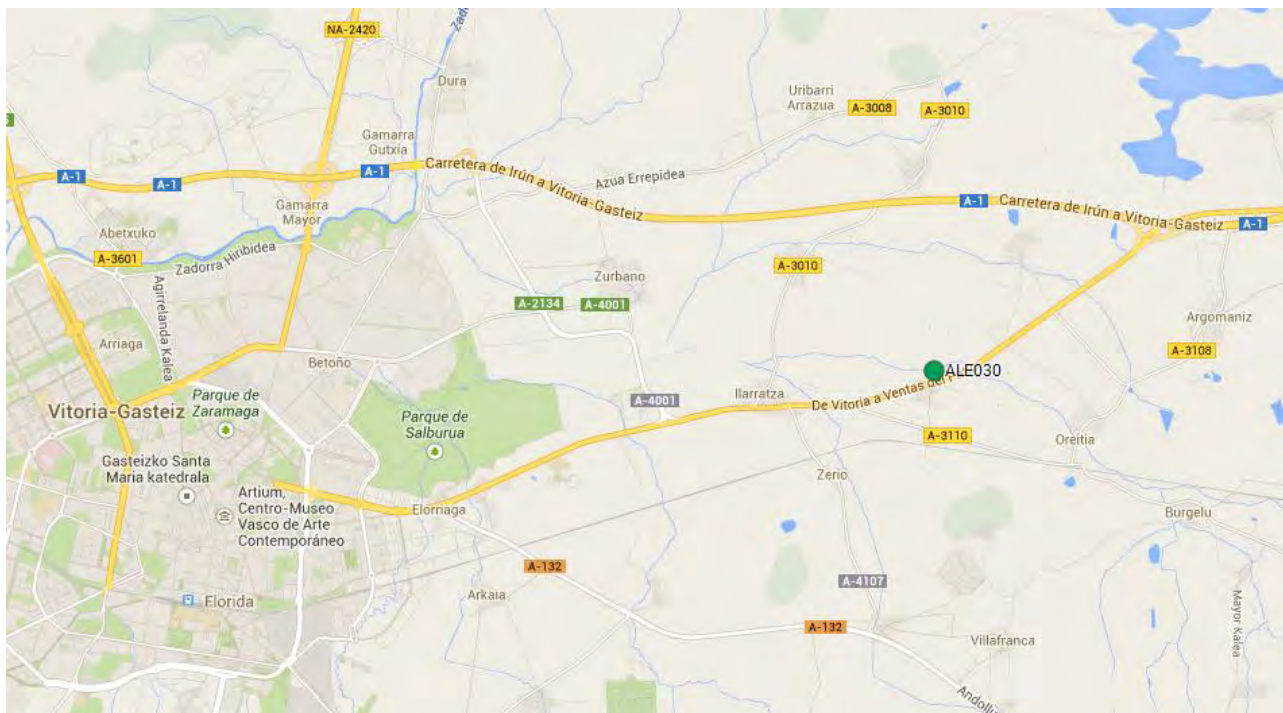 NA-2420
Zad
Dura
Uribarri
Arrazua
A-3008
A-3010
Gamarra
Gutxia
A-1
A-1
A-1
Carretera de Irún a Vitoria-Gasteiz
Azua Errepidea
A-1
Carretera de Irún a Vitoria-Gasteiz
A-1
Gamarra
Mayor
Abetxuko
A-3601
Zadorra Hiribidea
Agirrelanda Kalea
Zurbano
A-3010
A-2134
A-4001
Argomaniz
A-3108
Arriaga
Betoño
ALE030
Vitoria-Gasteiz
Parque de
Zaramaga
Parque de
Salburua
A-4001
Ilarratza
De Vitoria a Ventas del
A-3110
Oreitia
Gasteizko Santa
Maria katedrala
Zerio
Artium,
Centro-Museo
Vasco de Arte
Contemporáneo
Elorriaga
Burgelu
A-132
Arkaia
A-4107
Florida
A-132
Villafranca
Mayor Kalea
Andollu